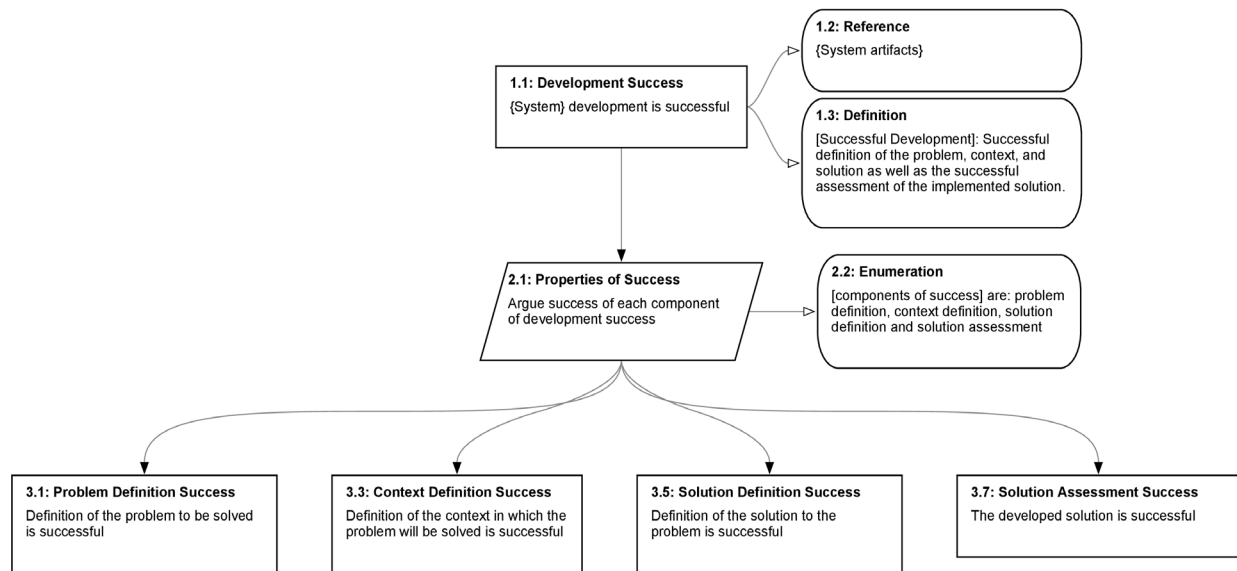 1.2: Reference
{System artifacts}
1.1: Development Success
{System} development is successful
1.3: Definition
[Successful Development]: Successful
definition of the problem, context, and
solution as well as the successful
assessment of the implemented solution.
2.1: Properties of Success
Argue success of each component
of development success
2.2: Enumeration
[components of success] are: problem
definition, context definition, solution
definition and solution assessment
3.1: Problem Definition Success
Definition of the problem to be solved
is successful
3.3: Context Definition Success
Definition of the context in which the
problem will be solved is successful
3.5: Solution Definition Success
Definition of the solution to the
problem is successful
3.7: Solution Assessment Success
The developed solution is successful